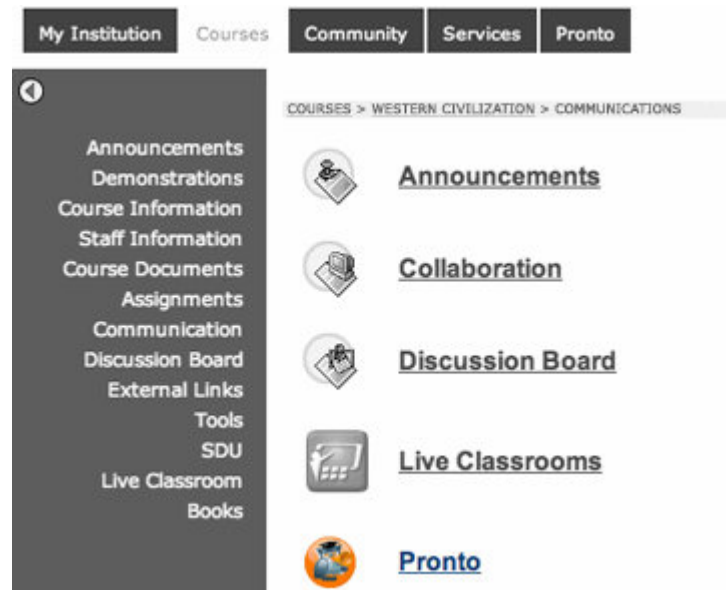 My Institution Courses Community Services Pronto
COURSES > WESTERN CIVILIZATION > COMMUNICATIONS
Announcements
Demonstrations
Course Information
Staff Information
Course Documents
Assignments
Communication
Discussion Board
External Links
Tools
SDU
Live Classroom
Books
Announcements
Collaboration
Discussion Board
Live Classrooms
Pronto